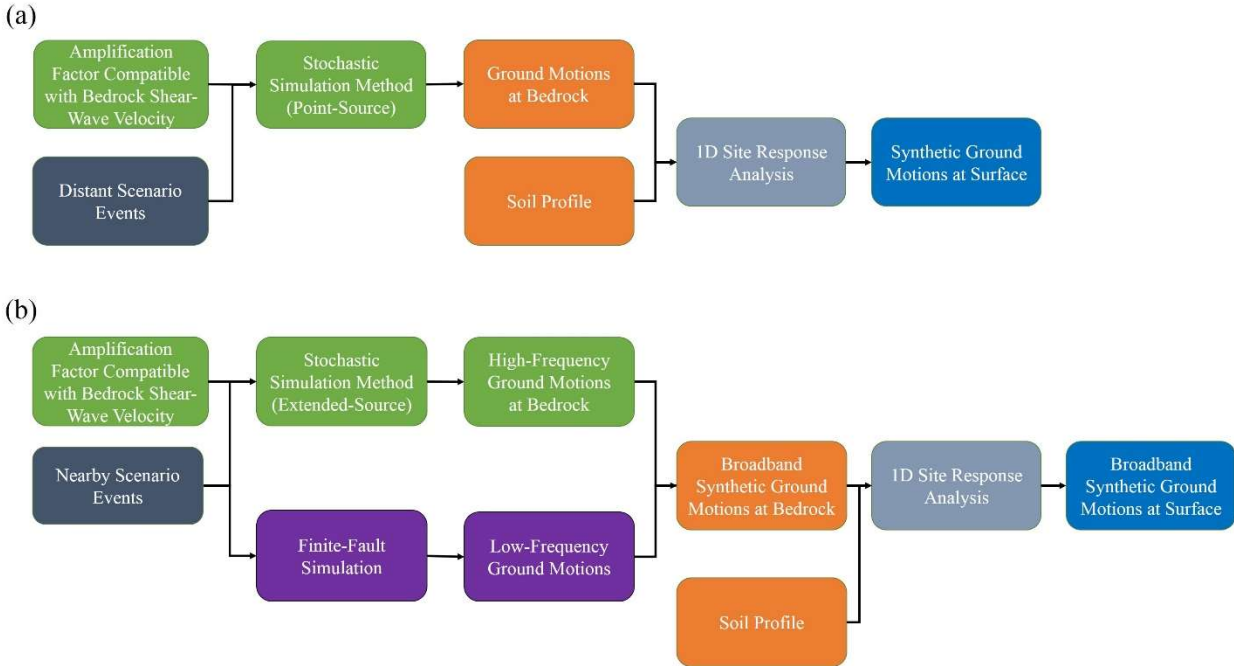 (a)
Amplification
Factor Compatible
with Bedrock Shear-
Wave Velocity
Stochastic
Simulation Method
(Point-Source)
Ground Motions
at Bedrock
Distant Scenario
Events
Soil Profile
1D Site Response
Analysis
Synthetic Ground
Motions at Surface
(b)
Amplification
Factor Compatible
with Bedrock Shear-
Wave Velocity
Stochastic
Simulation Method
(Extended-Source)
High-Frequency
Ground Motions
at Bedrock
Nearby Scenario
Events
Finite-Fault
Simulation
Low-Frequency
Ground Motions
Broadband
Synthetic Ground
Motions at Bedrock
Soil Profile
1D Site Response
Analysis
Broadband
Synthetic Ground
Motions at Surface